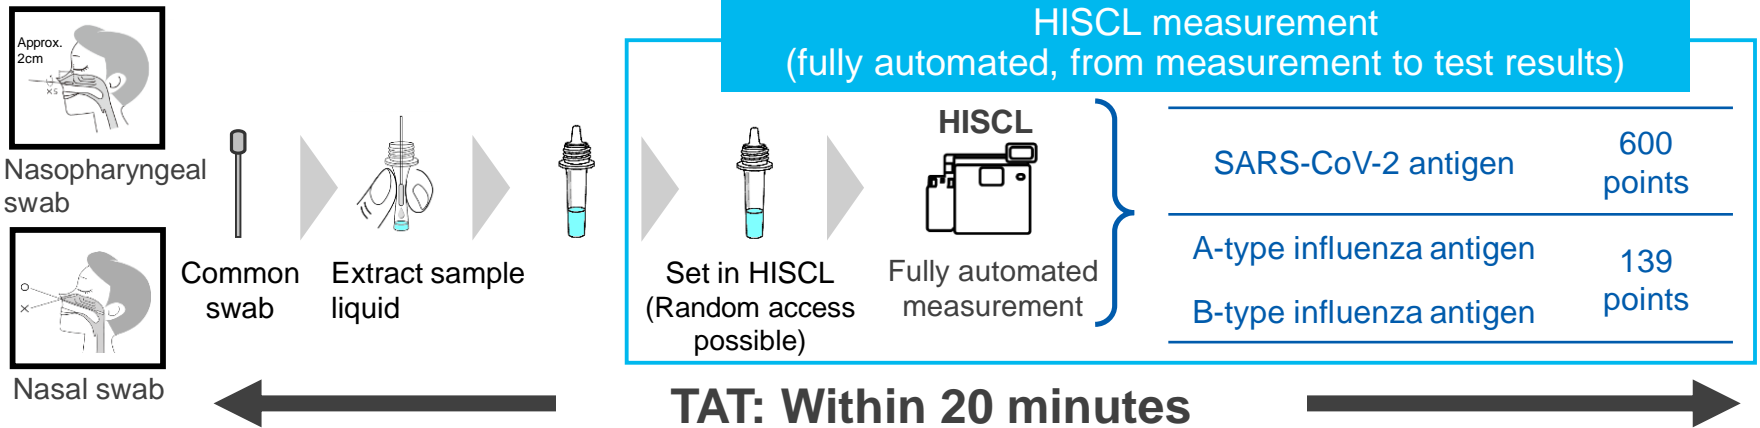 HISCL measurement
(fully automated, from measurement to test results)
Approx.
2cm
×5
Nasopharyngeal
swab
○
×
Nasal swab
Common
swab
Extract sample
liquid
Set in HISCL
(Random access
possible)
HISCL
Fully automated
measurement
SARS-CoV-2 antigen
600
points
A-type influenza antigen
B-type influenza antigen
139
points
TAT: Within 20 minutes